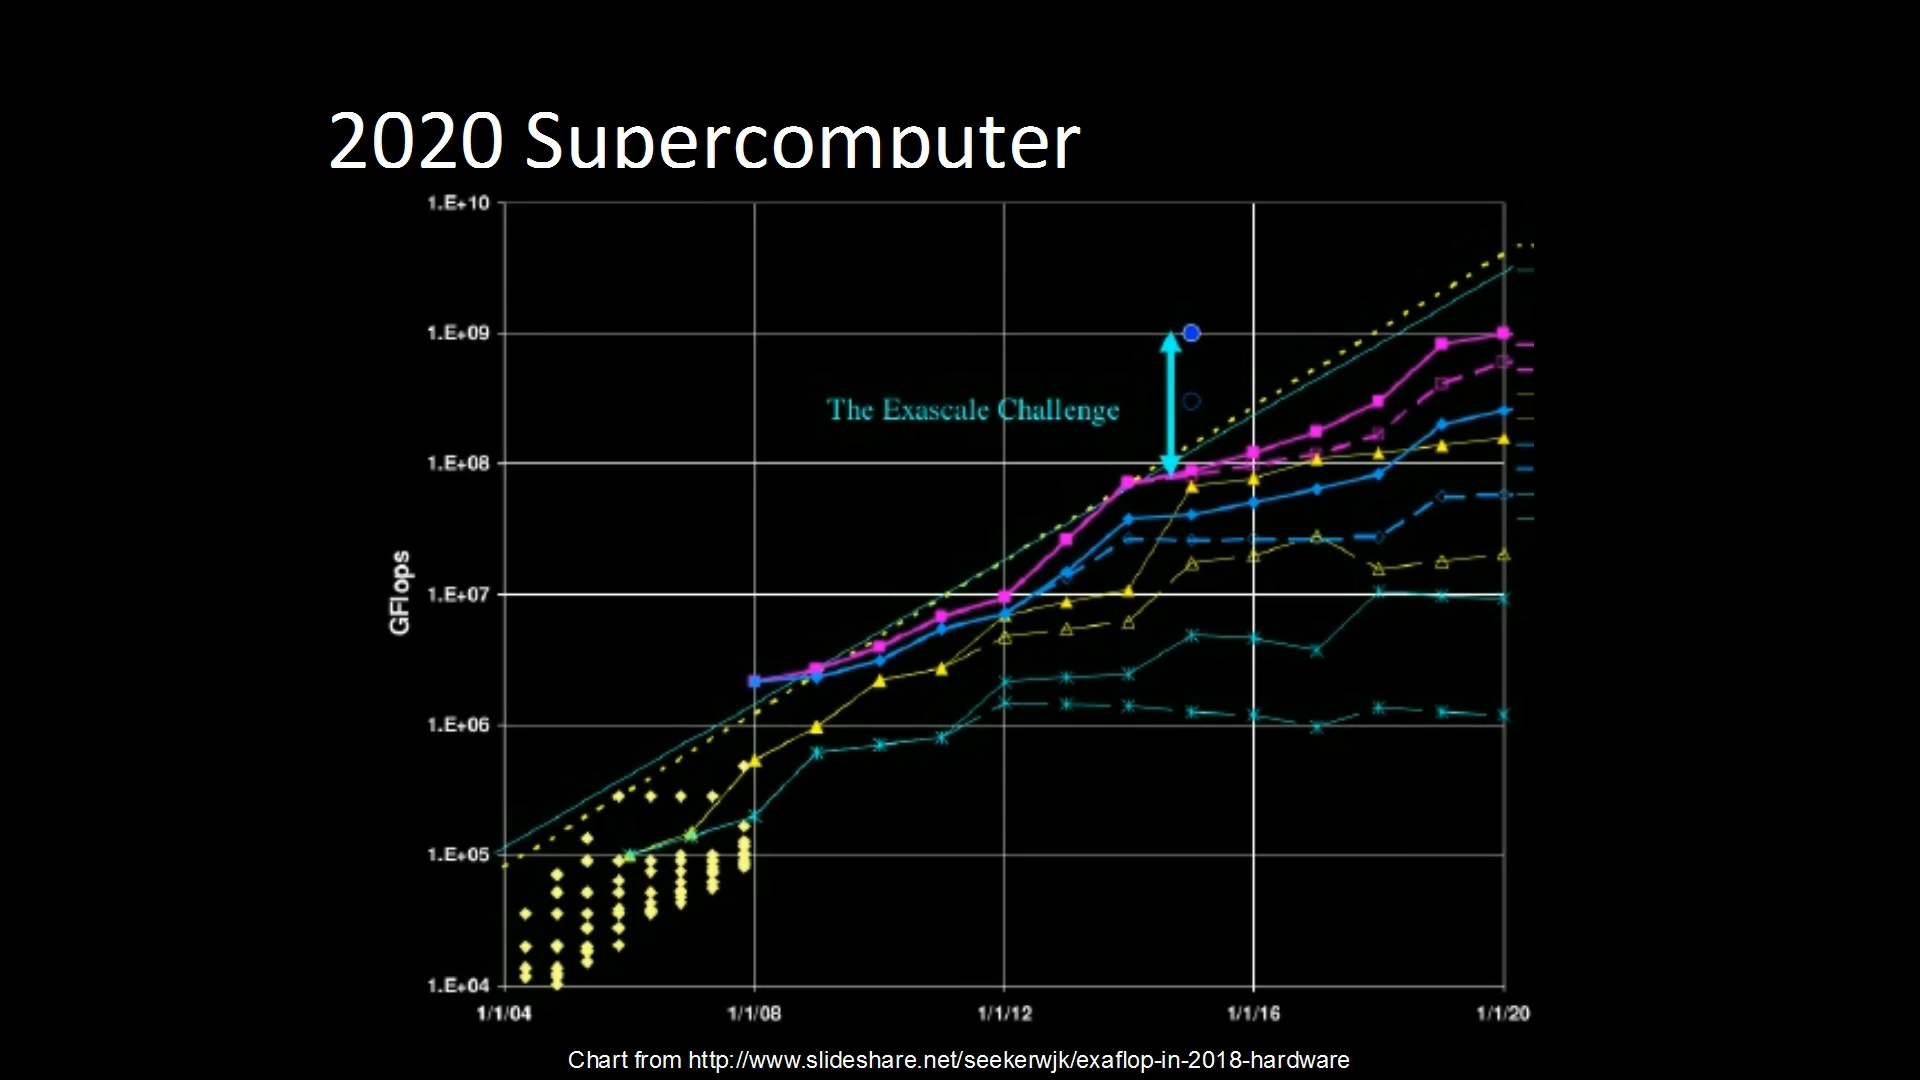 2020 Supercomputer
1.E+10
1.E+09
The Exascale Challenge
1.E+08
GFlops
1.E+07
1.E+06
1.E+05
1.E+04
1/1/04 1/1/08 1/1/12 1/1/16 1/1/20
Chart from http://www.slideshare.net/seekerwjk/exaflop-in-2018-hardware